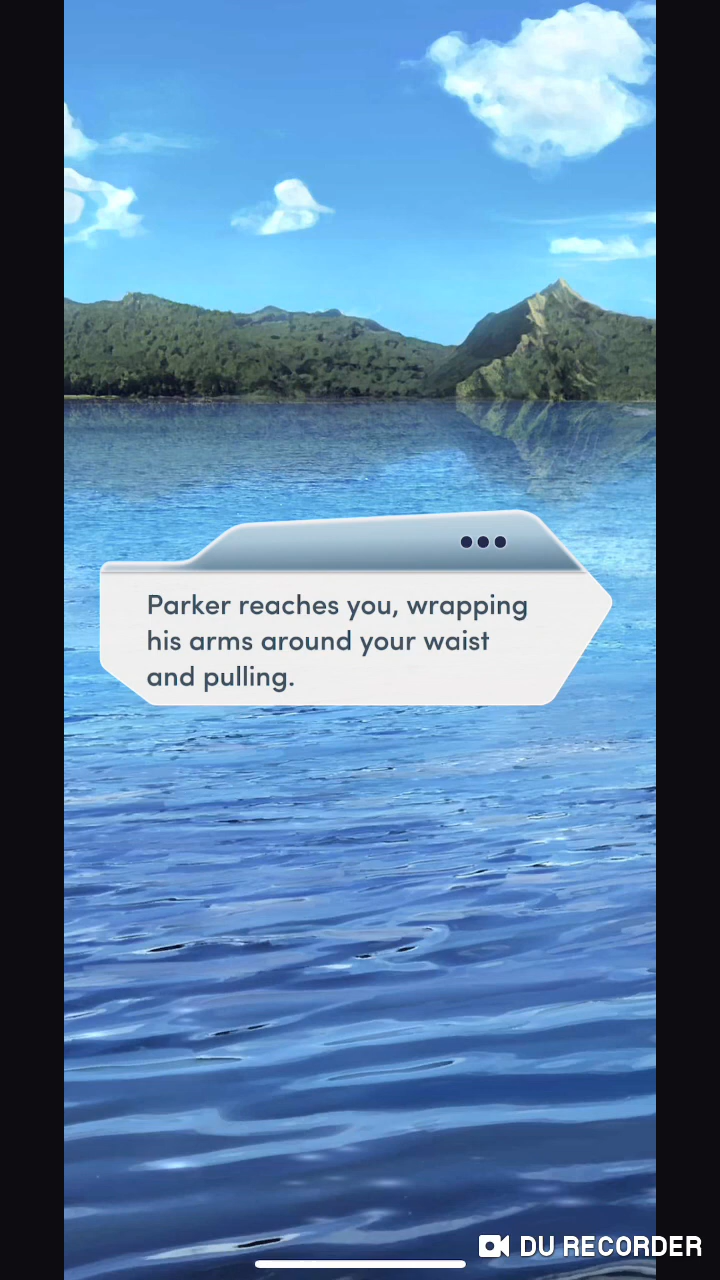 Parker reaches you, wrapping
his arms around your waist
and pulling.
DU RECORDER